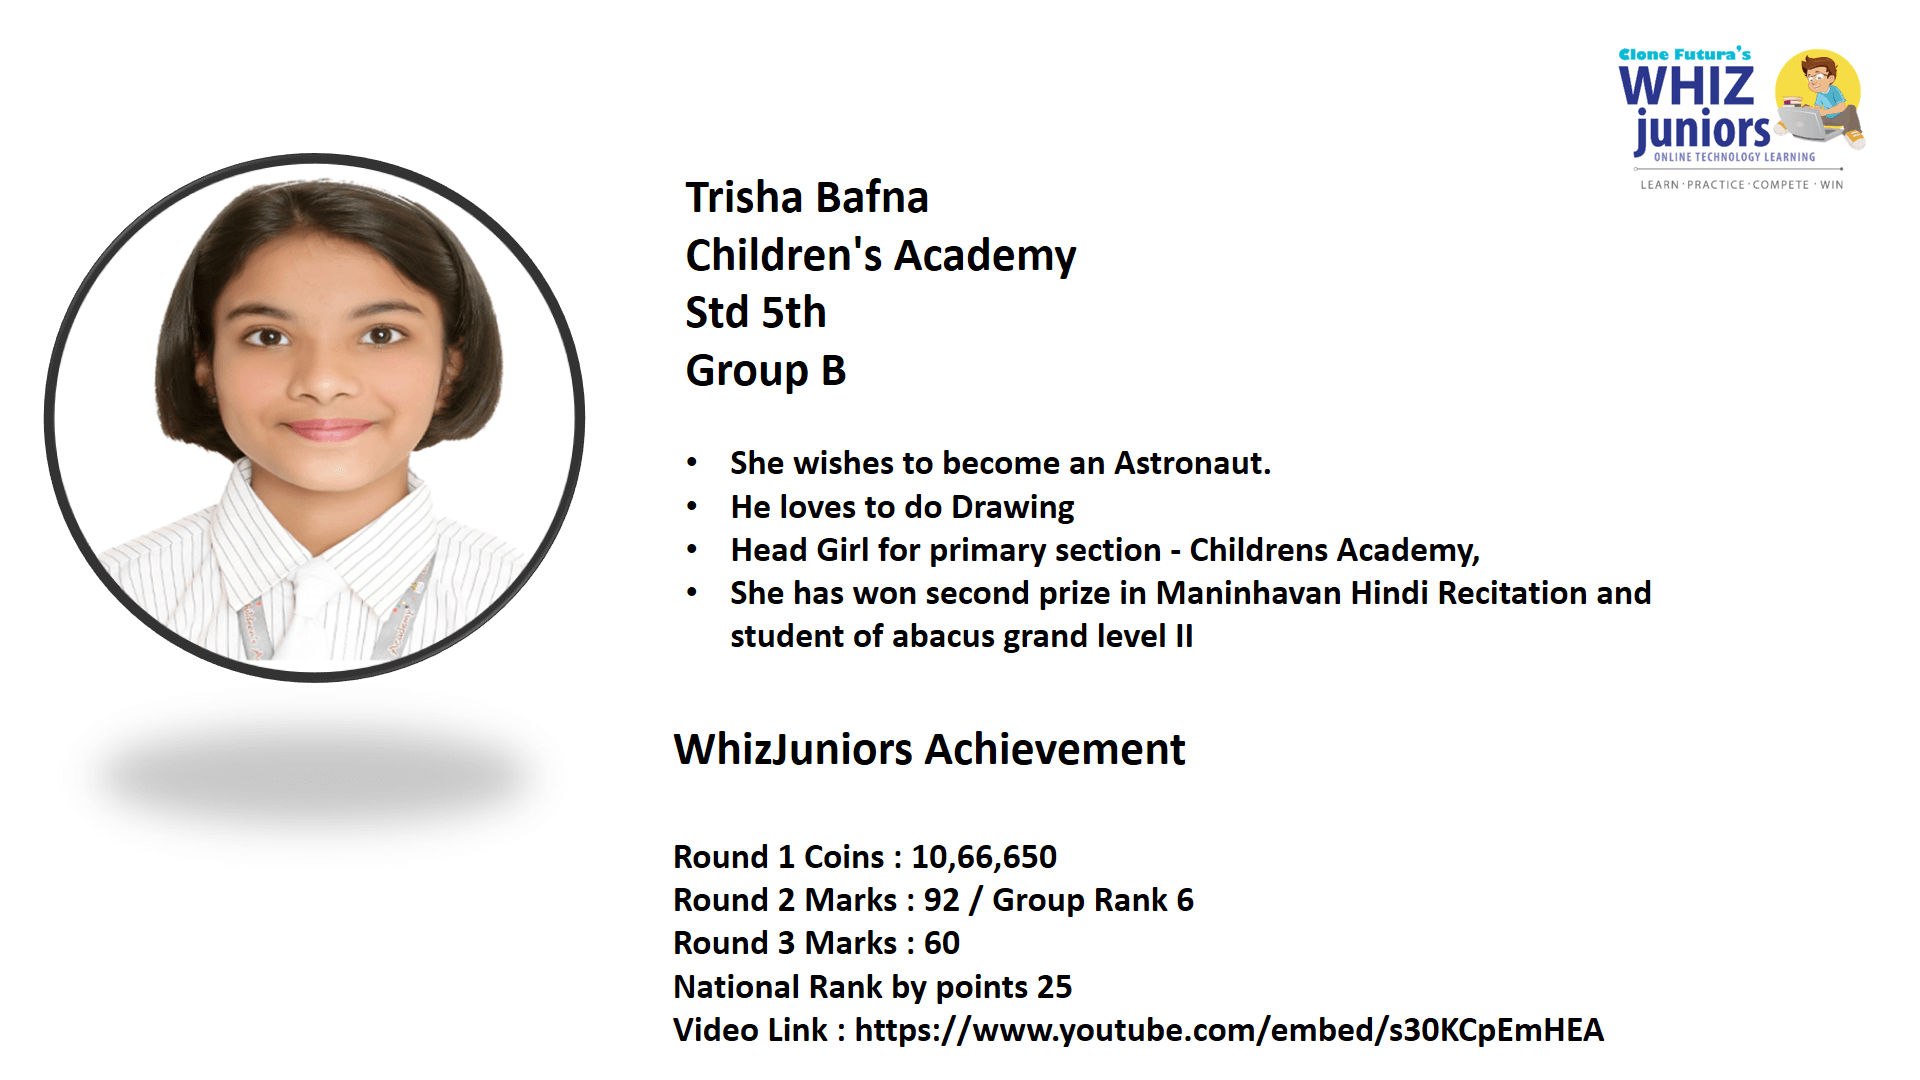 Clone Futura's
WHIZ
juniors
ONLINE TECHNOLOGY LEARNING
LEARN · PRACTICE · COMPETE · WIN
Trisha Bafna
Children's Academy
Std 5th
Group B
• She wishes to become an Astronaut.
• He loves to do Drawing
• Head Girl for primary section - Childrens Academy,
• She has won second prize in Maninhavan Hindi Recitation and
student of abacus grand level II
WhizJuniors Achievement
Round 1 Coins : 10,66,650
Round 2 Marks : 92 / Group Rank 6
Round 3 Marks : 60
National Rank by points 25
Video Link : https://www.youtube.com/embed/s30KCpEmHEA